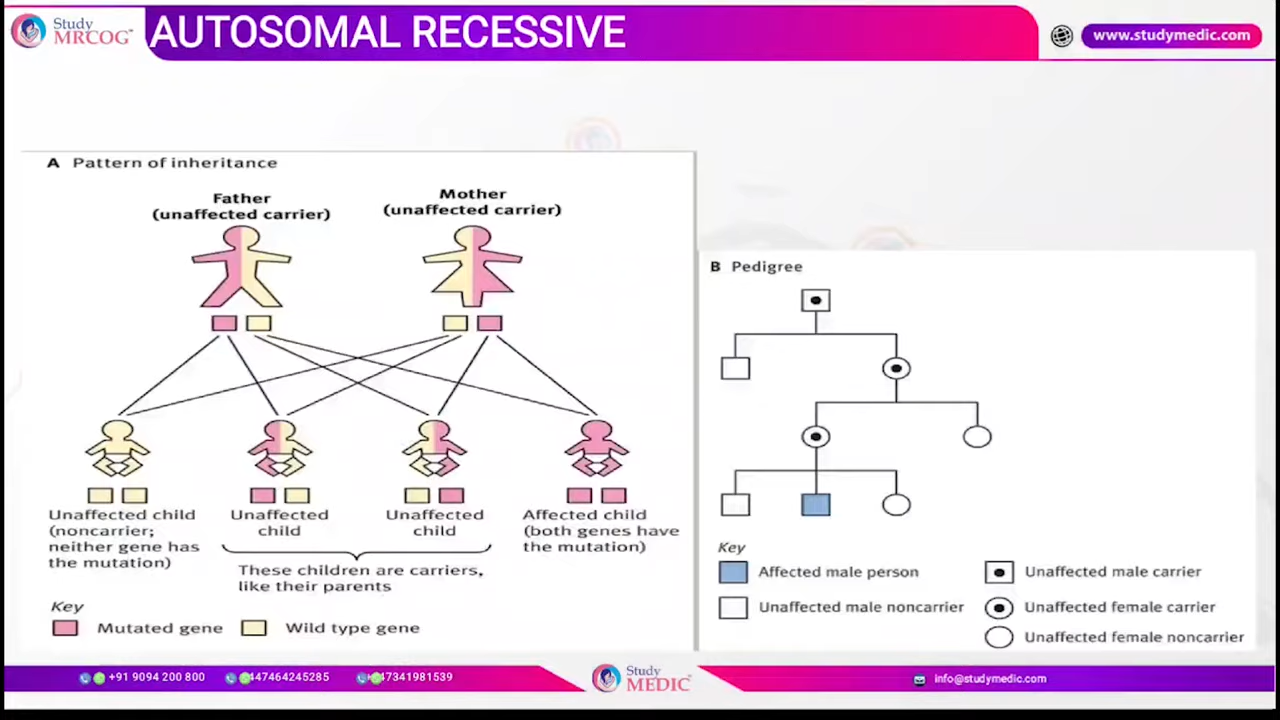 Study
MRCOG™
AUTOSOMAL RECESSIVE
www.studymedic.com
A Pattern of inheritance
Father
(unaffected carrier)
Mother
(unaffected carrier)
Unaffected child
(noncarrier;
neither gene has
the mutation)
Unaffected
child
Unaffected
child
Affected child
(both genes have
the mutation)
These children are carriers,
like their parents
Key
Mutated gene
Wild type gene
B Pedigree
Key
Affected male person
Unaffected male noncarrier
Unaffected male carrier
Unaffected female carrier
Unaffected female noncarrier
+91 9094 200 800
447464245285
47341981539
Study
MEDIC
info@studymedic.com